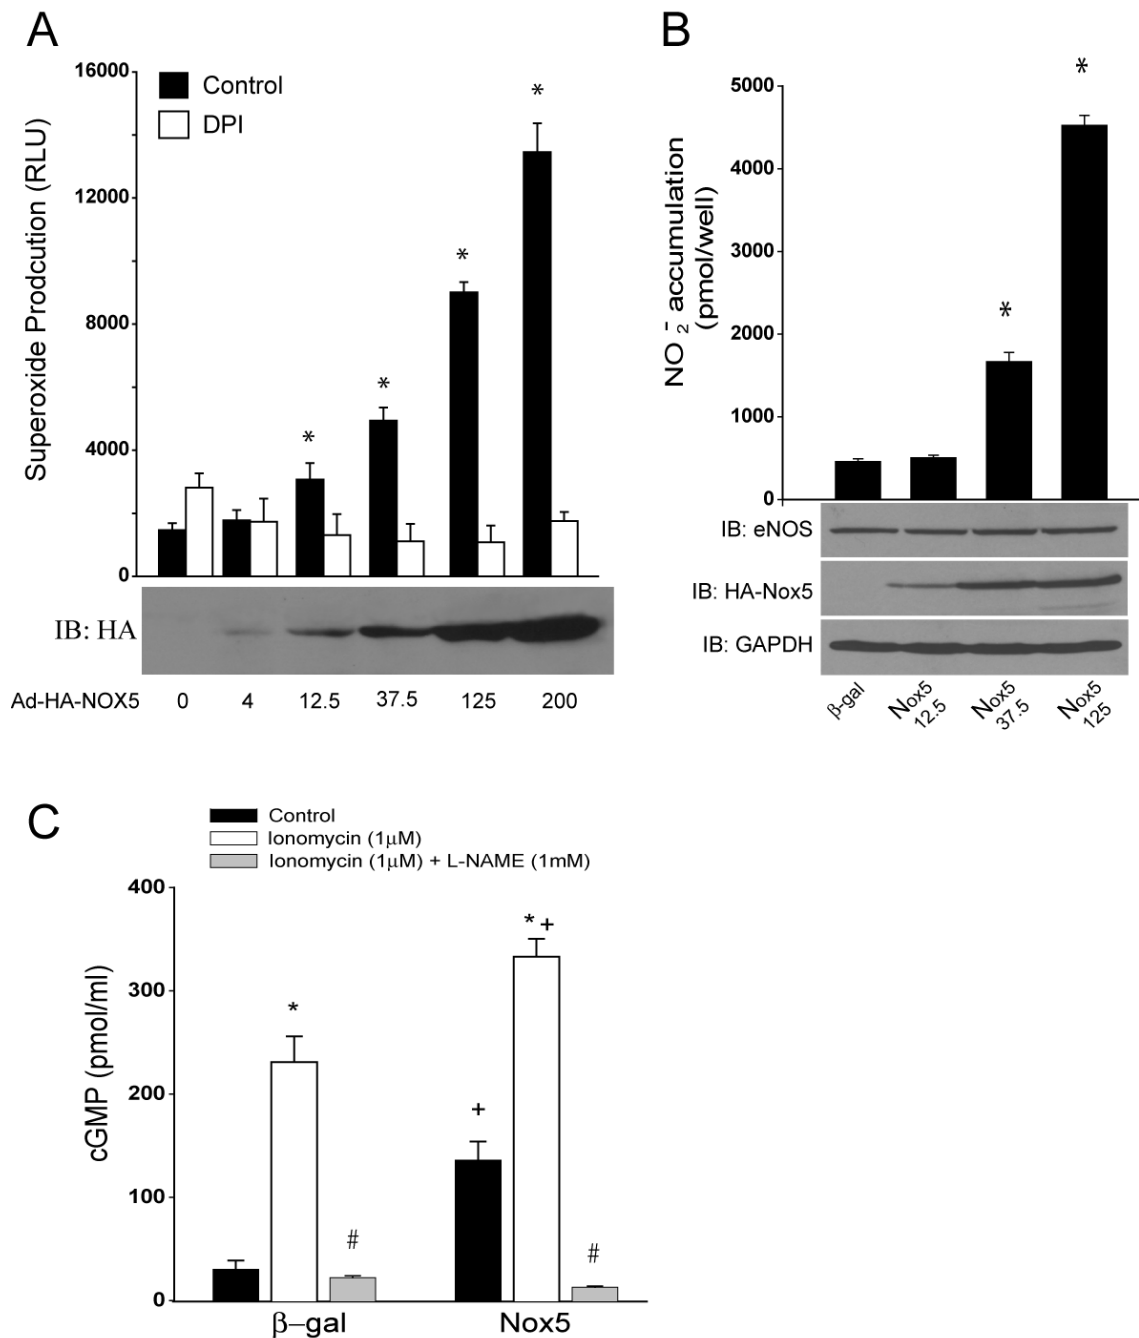 A
16000
Control
DPI
12000
8000
4000
0
Superoxide Prodcution (RLU)
* * * * *
IB: HA
Ad-HA-NOX5 0 4 12.5 37.5 125 200
B
5000
4000
3000
2000
1000
0
NO₂⁻ accumulation
(pmol/well)
* *
IB: eNOS
IB: HA-Nox5
IB: GAPDH
β-gal
Nox5 12.5
Nox5 37.5
Nox5 125
C
Control
Ionomycin (1μM)
Ionomycin (1μM) + L-NAME (1mM)
400
300
200
100
0
cGMP (pmol/ml)
* # + * + #
β–gal Nox5